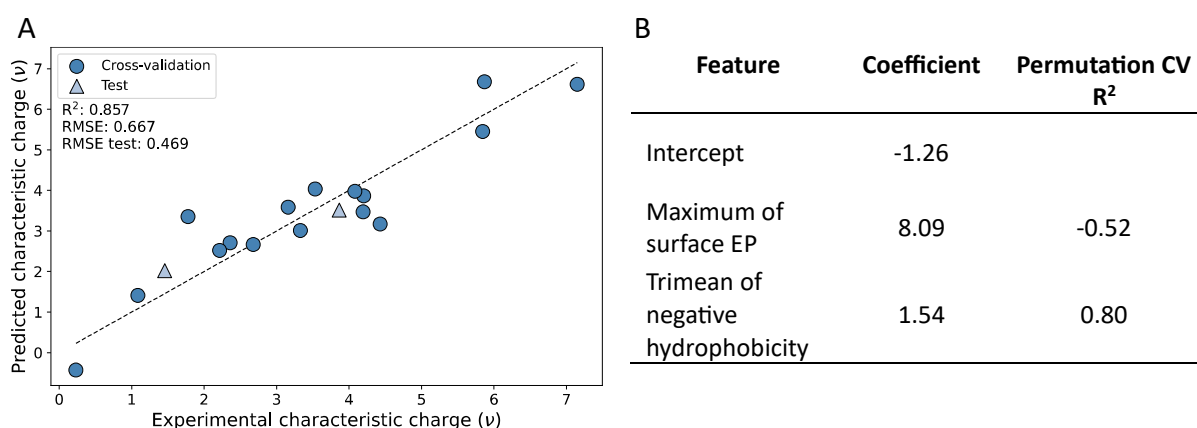 A
Cross-validation
Test
R²: 0.857
RMSE: 0.667
RMSE test: 0.469
Predicted characteristic charge (ν)
7
6
5
4
3
2
1
0
0 1 2 3 4 5 6 7
Experimental characteristic charge (ν)
B
Feature Coefficient Permutation CV
R²
Intercept -1.26
Maximum of
surface EP 8.09 -0.52
Trimean of
negative 1.54 0.80
hydrophobicity